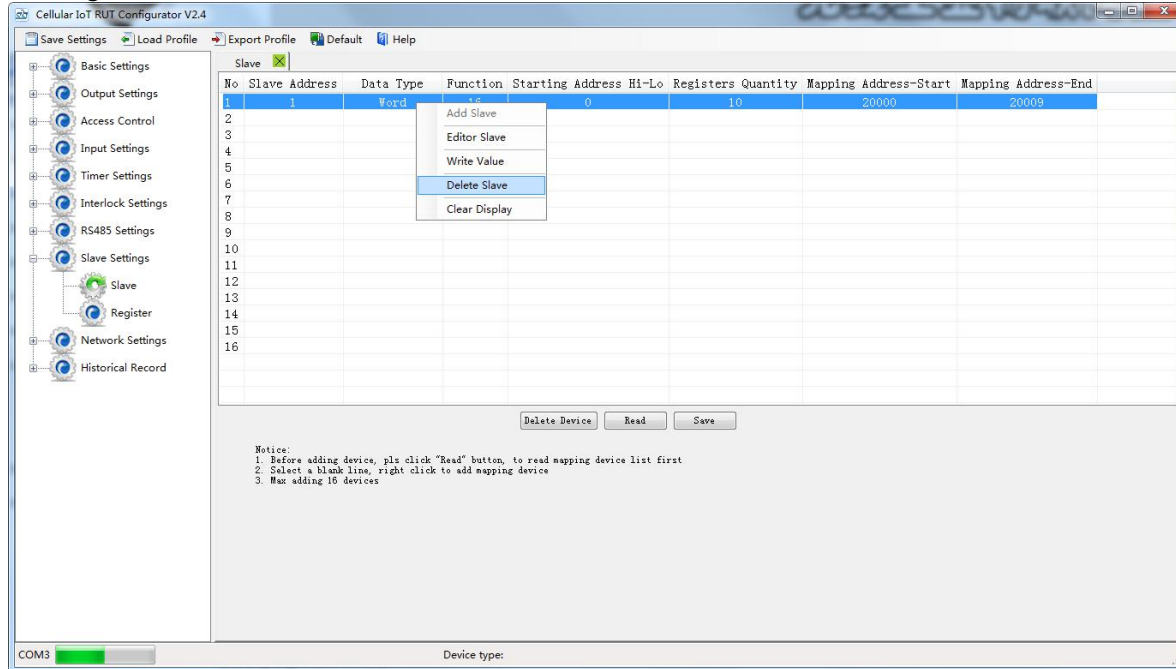 Cellular IoT RUT Configurator V2.4
Save Settings Load Profile Export Profile Default Help
Basic Settings
Output Settings
Access Control
Input Settings
Timer Settings
Interlock Settings
RS485 Settings
Slave Settings
Slave
Register
Network Settings
Historical Record
Slave
No Slave Address Data Type Function Starting Address Hi-Lo Registers Quantity Mapping Address-Start Mapping Address-End
1 1 Word 16 0 10 20000 20009
2
3
4
5
6
7
8
9
10
11
12
13
14
15
16
Add Slave
Editor Slave
Write Value
Delete Slave
Clear Display
Delete Device Read Save
Notice:
1. Before adding device, pls click "Read" button, to read mapping device list first
2. Select a blank line, right click to add mapping device
3. Max adding 16 devices
COM3 Device type: